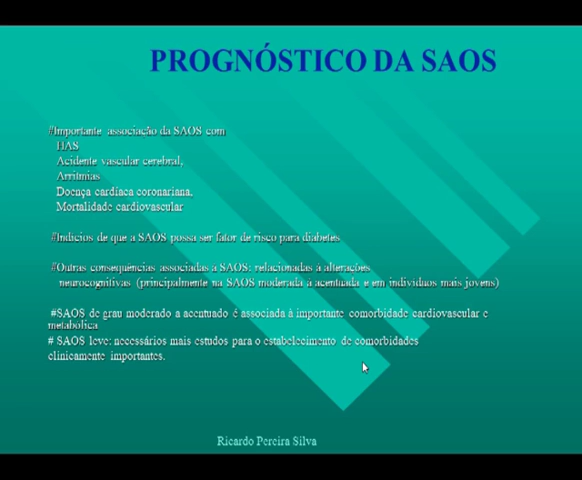 PROGNÓSTICO DA SAOS
#Importante associação da SAOS com
HAS
Acidente vascular cerebral,
Arritmias
Doença cardíaca coronariana,
Mortalidade cardiovascular
#Indícios de que a SAOS possa ser fator de risco para diabetes
#Outras consequências associadas à SAOS: relacionadas a alterações
neurocognitivas (principalmente na SAOS moderada à acentuada e em indivíduos mais jovens)
#SAOS de grau moderado a acentuado é associada à importante comorbidade cardiovascular e
metabólica
# SAOS leve: necessários mais estudos para o estabelecimento de comorbidades
clinicamente importantes.
Ricardo Pereira Silva